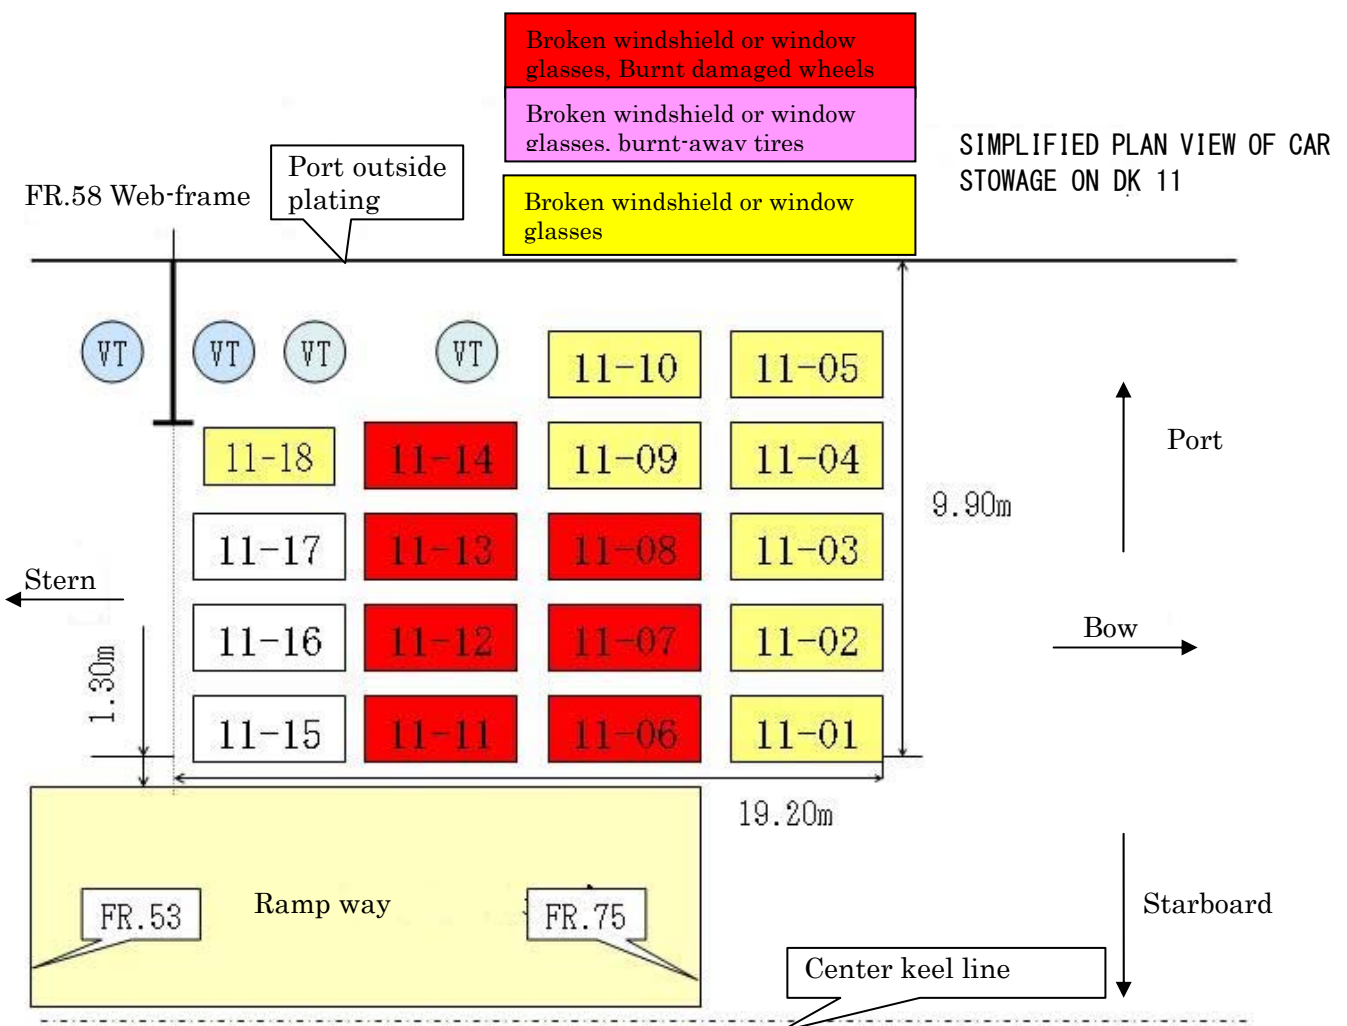 Broken windshield or window
glasses, Burnt damaged wheels
Broken windshield or window
glasses. burnt-away tires
SIMPLIFIED PLAN VIEW OF CAR
STOWAGE ON DK 11
Port outside
plating
FR.58 Web-frame
Broken windshield or window
glasses
VT VT VT VT
11-10 11-05
11-18 11-14 11-09 11-04
Port
9.90m
11-17 11-13 11-08 11-03
Stern
11-16 11-12 11-07 11-02
Bow
1.30m
11-15 11-11 11-06 11-01
19.20m
FR.53 Ramp way FR.75
Starboard
Center keel line